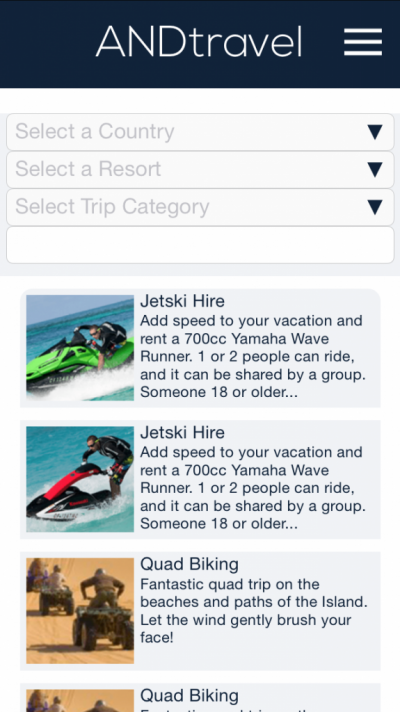 ANDtravel
Select a Country
Select a Resort
Select Trip Category
Jetski Hire
Add speed to your vacation and
rent a 700cc Yamaha Wave
Runner. 1 or 2 people can ride,
and it can be shared by a group.
Someone 18 or older...
Jetski Hire
Add speed to your vacation and
rent a 700cc Yamaha Wave
Runner. 1 or 2 people can ride,
and it can be shared by a group.
Someone 18 or older...
Quad Biking
Fantastic quad trip on the
beaches and paths of the Island.
Let the wind gently brush your
face!
Quad Biking